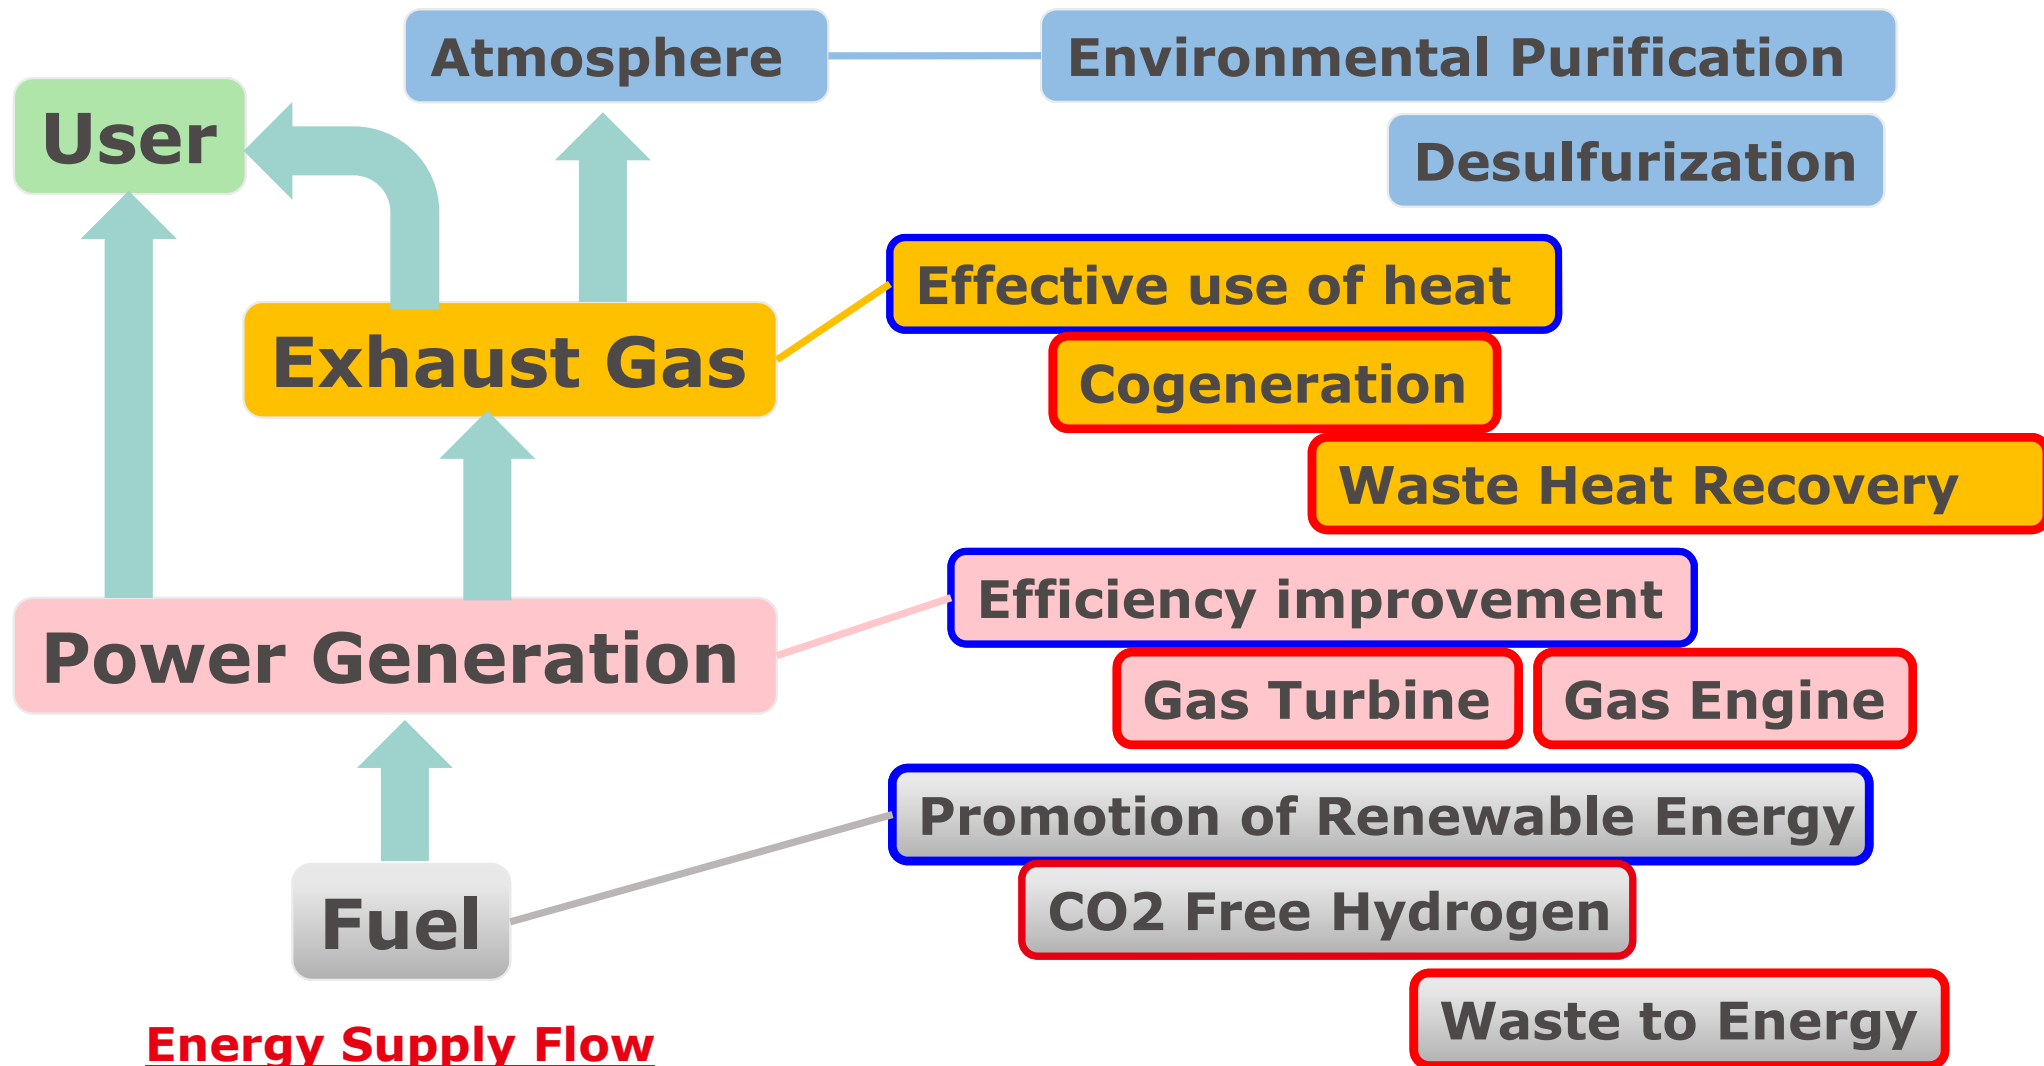 Atmosphere
Environmental Purification
User
Desulfurization
Effective use of heat
Exhaust Gas
Cogeneration
Waste Heat Recovery
Efficiency improvement
Power Generation
Gas Turbine
Gas Engine
Promotion of Renewable Energy
Fuel
CO2 Free Hydrogen
Waste to Energy
Energy Supply Flow